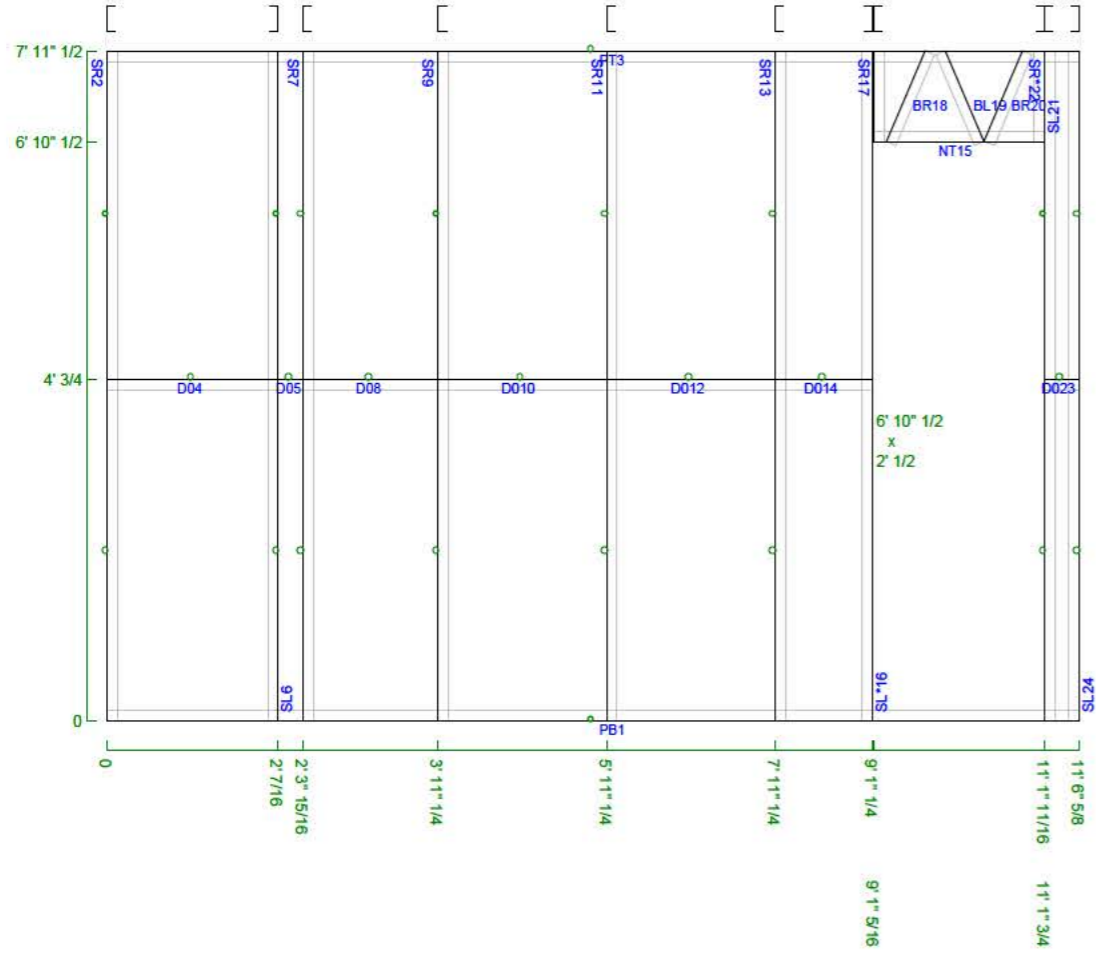 7' 11" 1/2
SR2
SR7
SR9
SR11
PT3
SR13
SR17
SR*22
SL21
BR18
BL19
BR20
6' 10" 1/2
NT15
4' 3/4
D04
D05
D08
D010
D012
D014
D023
6' 10" 1/2
x
2' 1/2
SL6
SL*16
SL24
0
PB1
0
2' 7/16
2' 3" 15/16
3' 11" 1/4
5' 11" 1/4
7' 11" 1/4
9' 1" 1/4
11' 1" 11/16
11' 6" 5/8
9' 1" 5/16
11' 1" 3/4